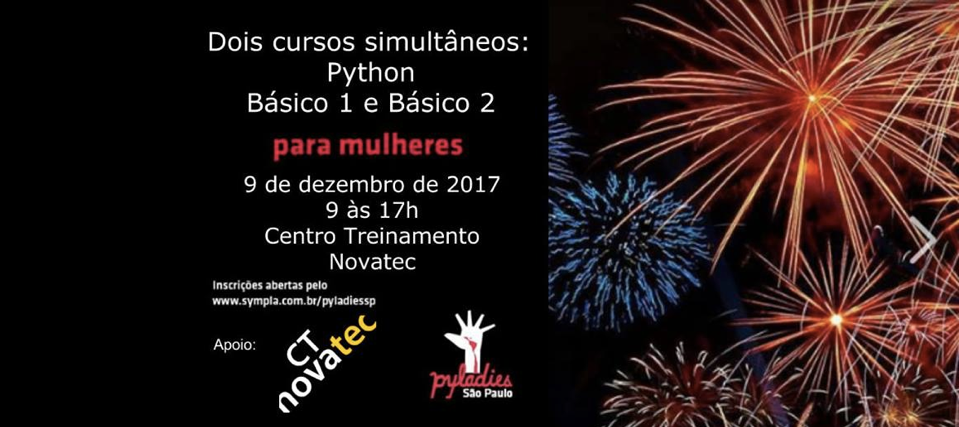 Dois cursos simultâneos:
Python
Básico 1 e Básico 2
para mulheres
9 de dezembro de 2017
9 às 17h
Centro Treinamento
Novatec
Inscrições abertas pelo
www.sympla.com.br/pyladiessp
Apoio:
CT
novatec
pyladies
São Paulo